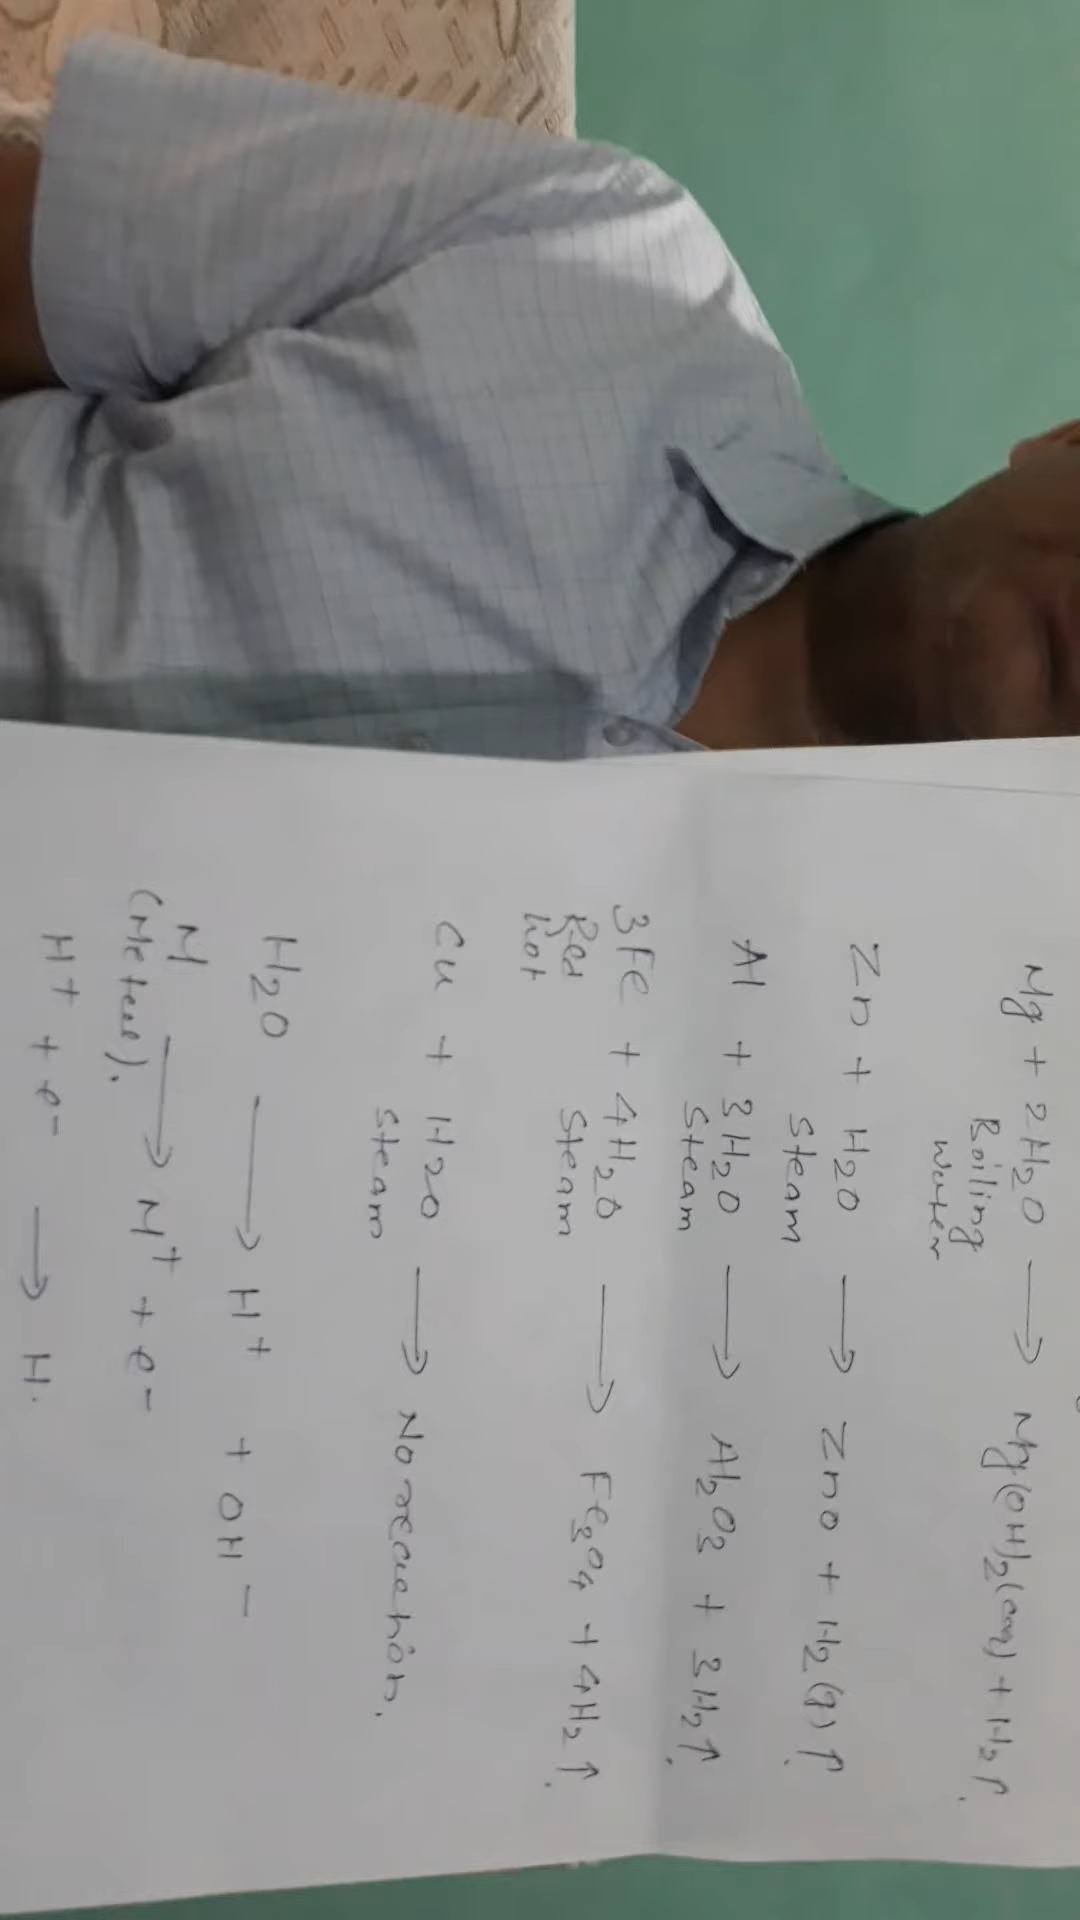 Mg + 2H2O → Mg(OH)2(aq) + H2↑.
Boiling
water
Zn + H2O → ZnO + H2(g)↑.
Steam
Al + 3H2O → Al2O3 + 3H2↑.
Steam
3Fe + 4H2O → Fe3O4 + 4H2↑.
Red Steam
hot
Cu + H2O → No reaction.
Steam
H2O → H+ + OH−
M → M+ + e−
(Metal).
H+ + e− → H.